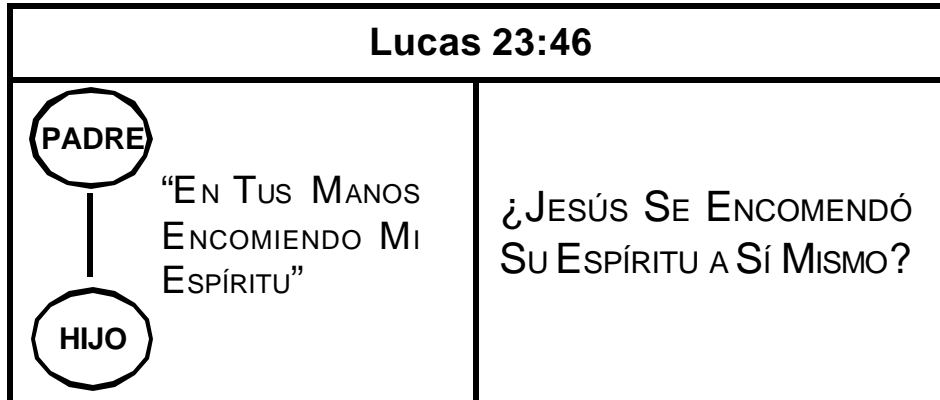 Lucas 23:46
PADRE
“EN TUS MANOS
ENCOMIENDO MI
ESPÍRITU”
HIJO
¿JESÚS SE ENCOMENDÓ
SU ESPÍRITU A SÍ MISMO?